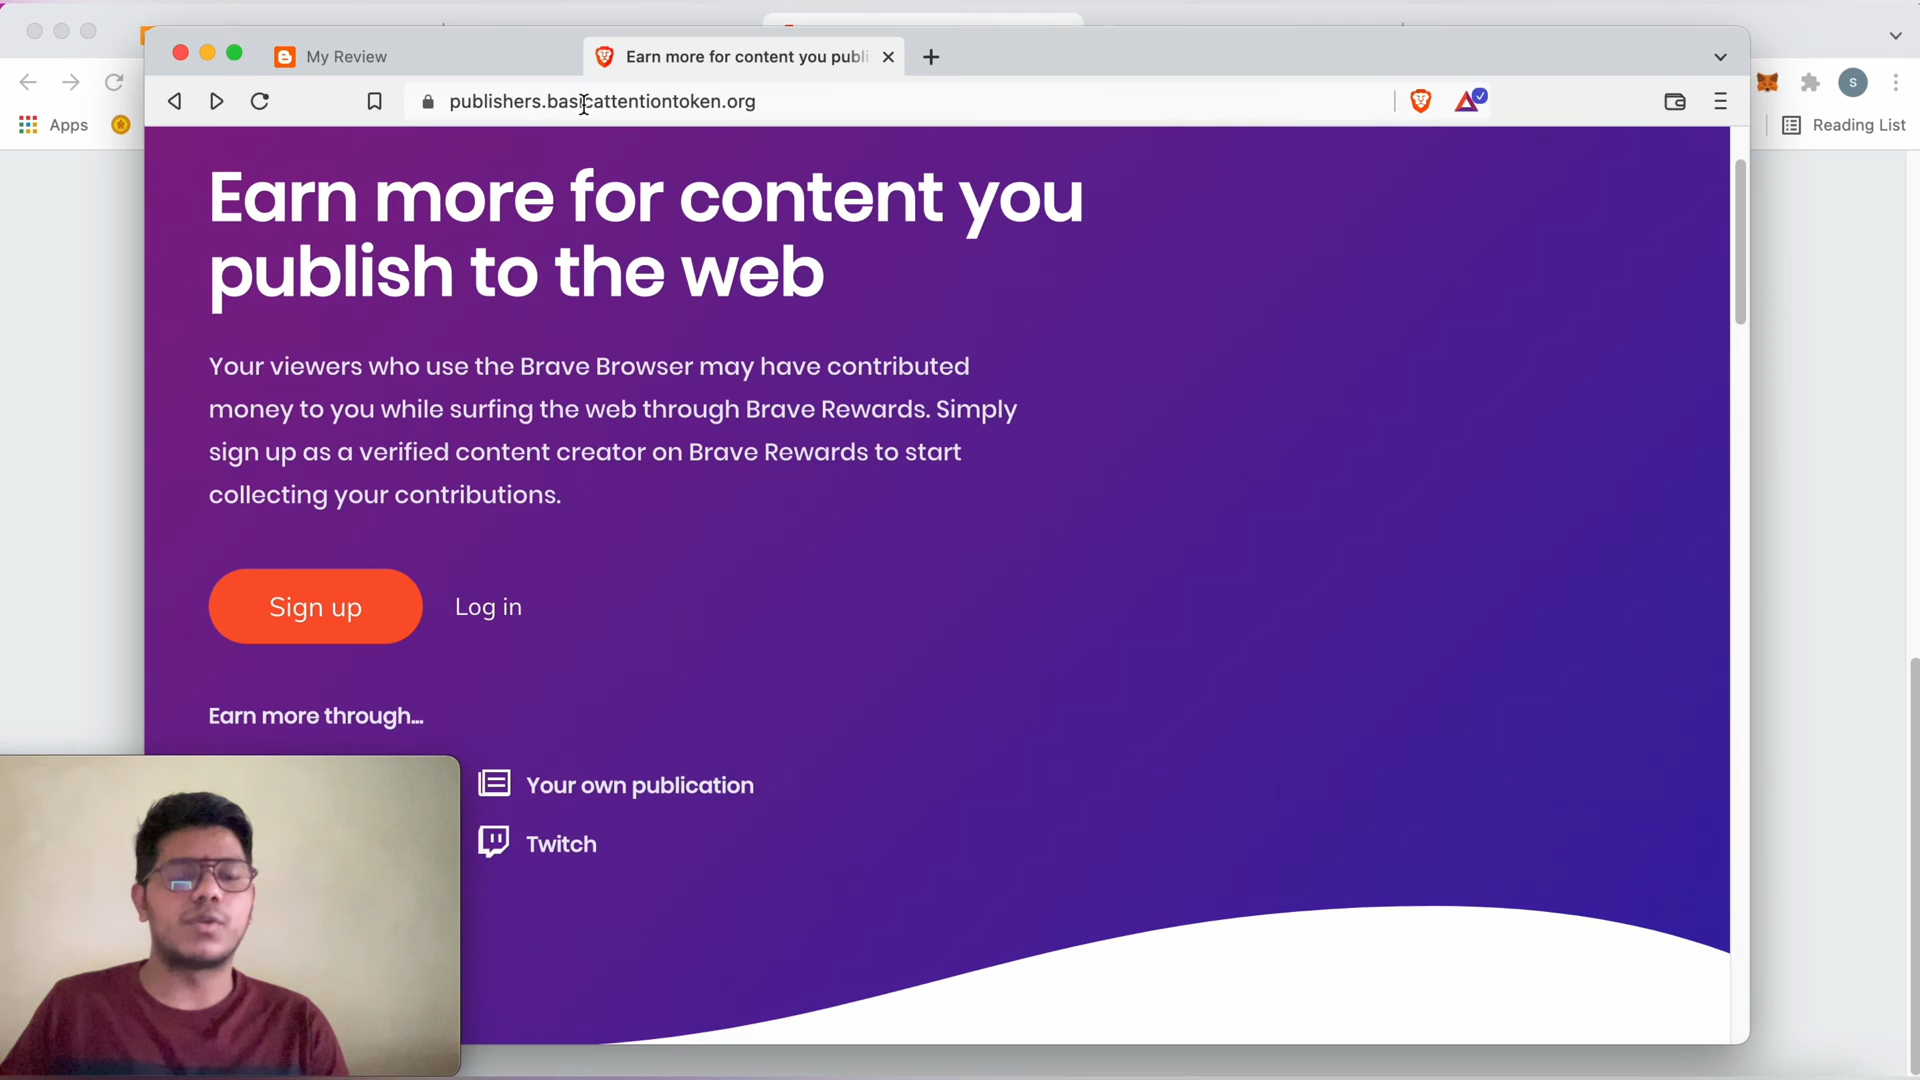 My Review
Earn more for content you publi
publishers.basicattentiontoken.org
S
Apps
Reading List
Earn more for content you
publish to the web
Your viewers who use the Brave Browser may have contributed
money to you while surfing the web through Brave Rewards. Simply
sign up as a verified content creator on Brave Rewards to start
collecting your contributions.
Sign up
Log in
Earn more through...
Your own publication
Twitch